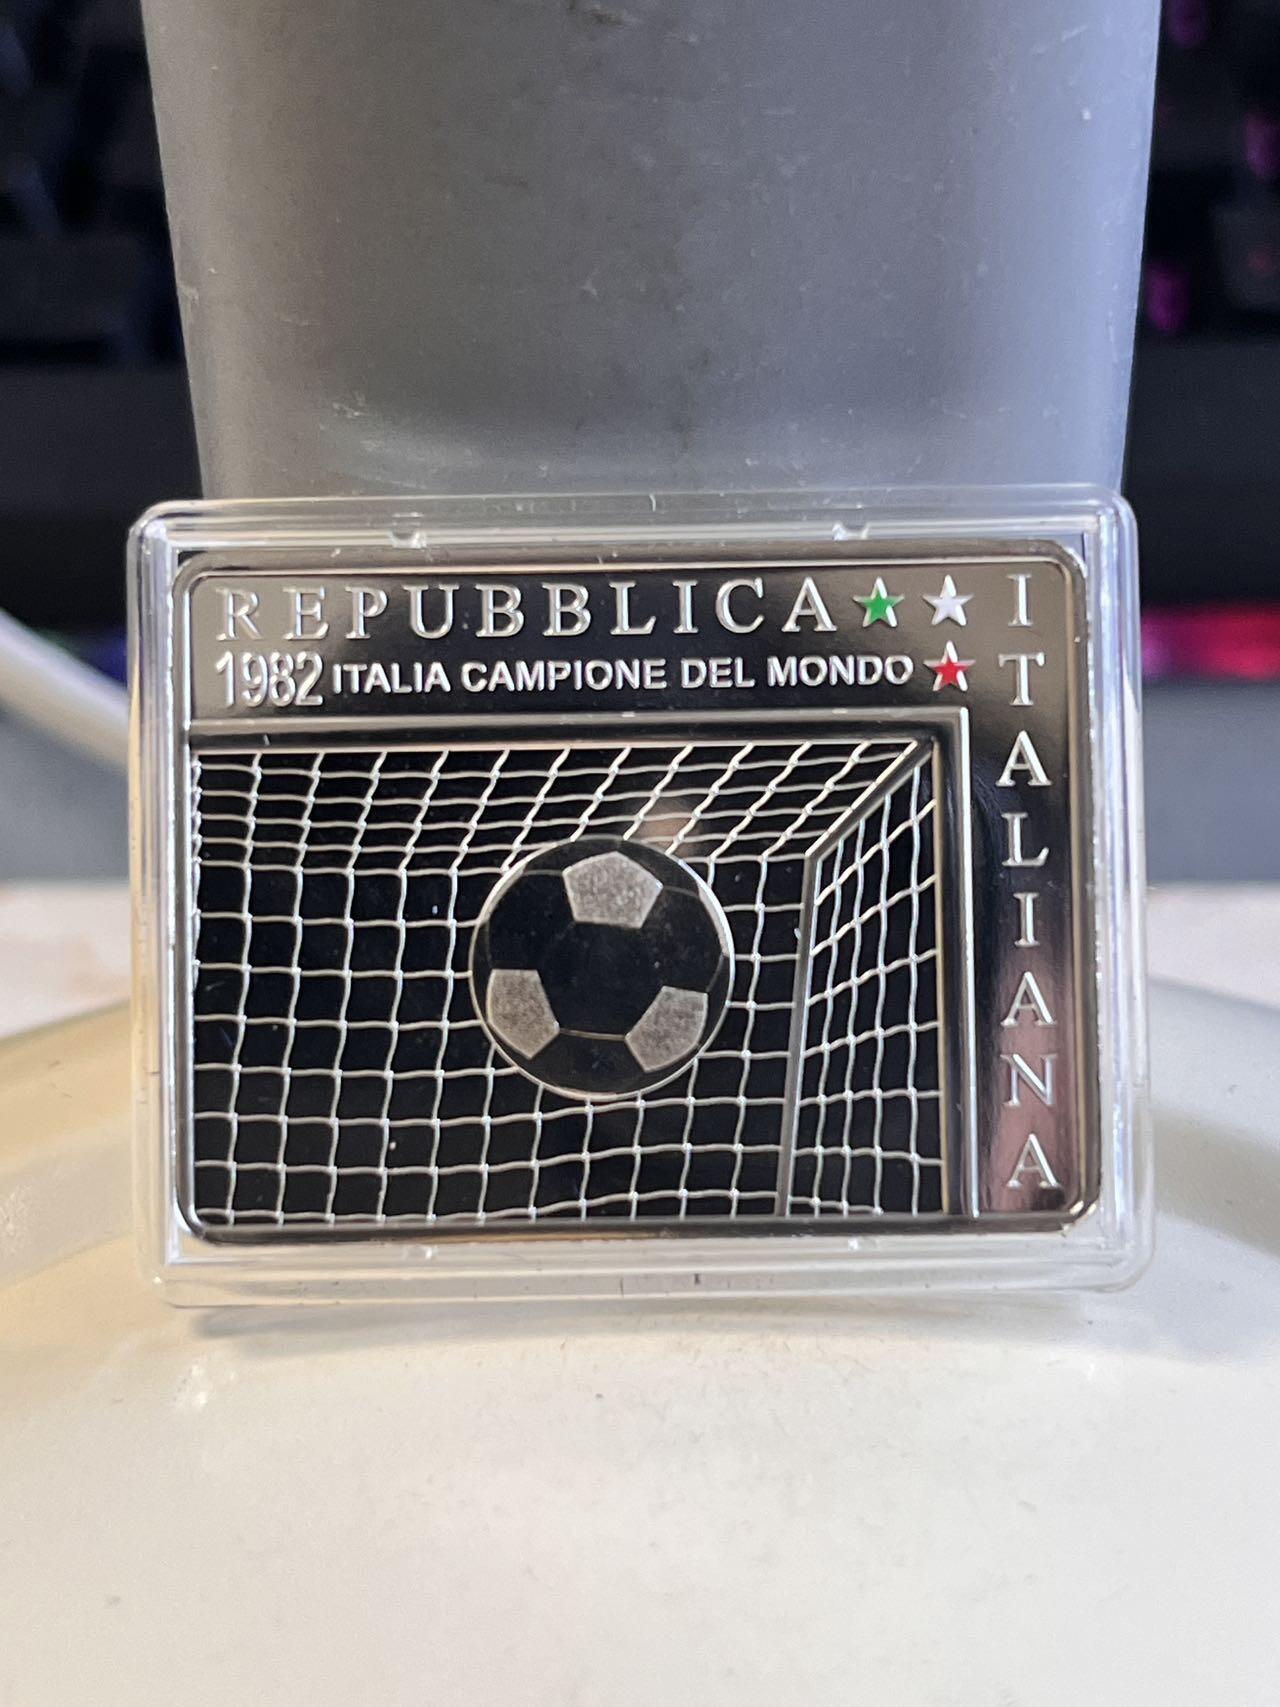 REPUBBLICA
1982 ITALIA CAMPIONE DEL MONDO
ITALIANA